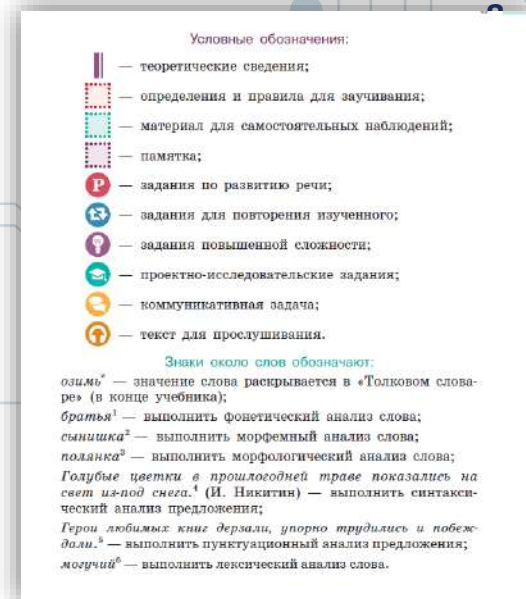 Условные обозначения:
— теоретические сведения;
— определения и правила для заучивания;
— материал для самостоятельных наблюдений;
— памятка;
Р — задания по развитию речи;
— задания для повторения изученного;
— задания повышенной сложности;
— проектно-исследовательские задания;
— коммуникативная задача;
— текст для прослушивания.
Знаки около слов обозначают:
озимь* — значение слова раскрывается в «Толковом слова-
ре» (в конце учебника);
братья¹ — выполнить фонетический анализ слова;
сынишка² — выполнить морфемный анализ слова;
полянка³ — выполнить морфологический анализ слова;
Голубые цветки в прошлогодней траве показались на
свет из-под снега.⁴ (И. Никитин) — выполнить синтакси-
ческий анализ предложения;
Герои любимых книг дерзали, упорно трудились и побеж-
дали.⁵ — выполнить пунктуационный анализ предложения;
могучий⁶ — выполнить лексический анализ слова.